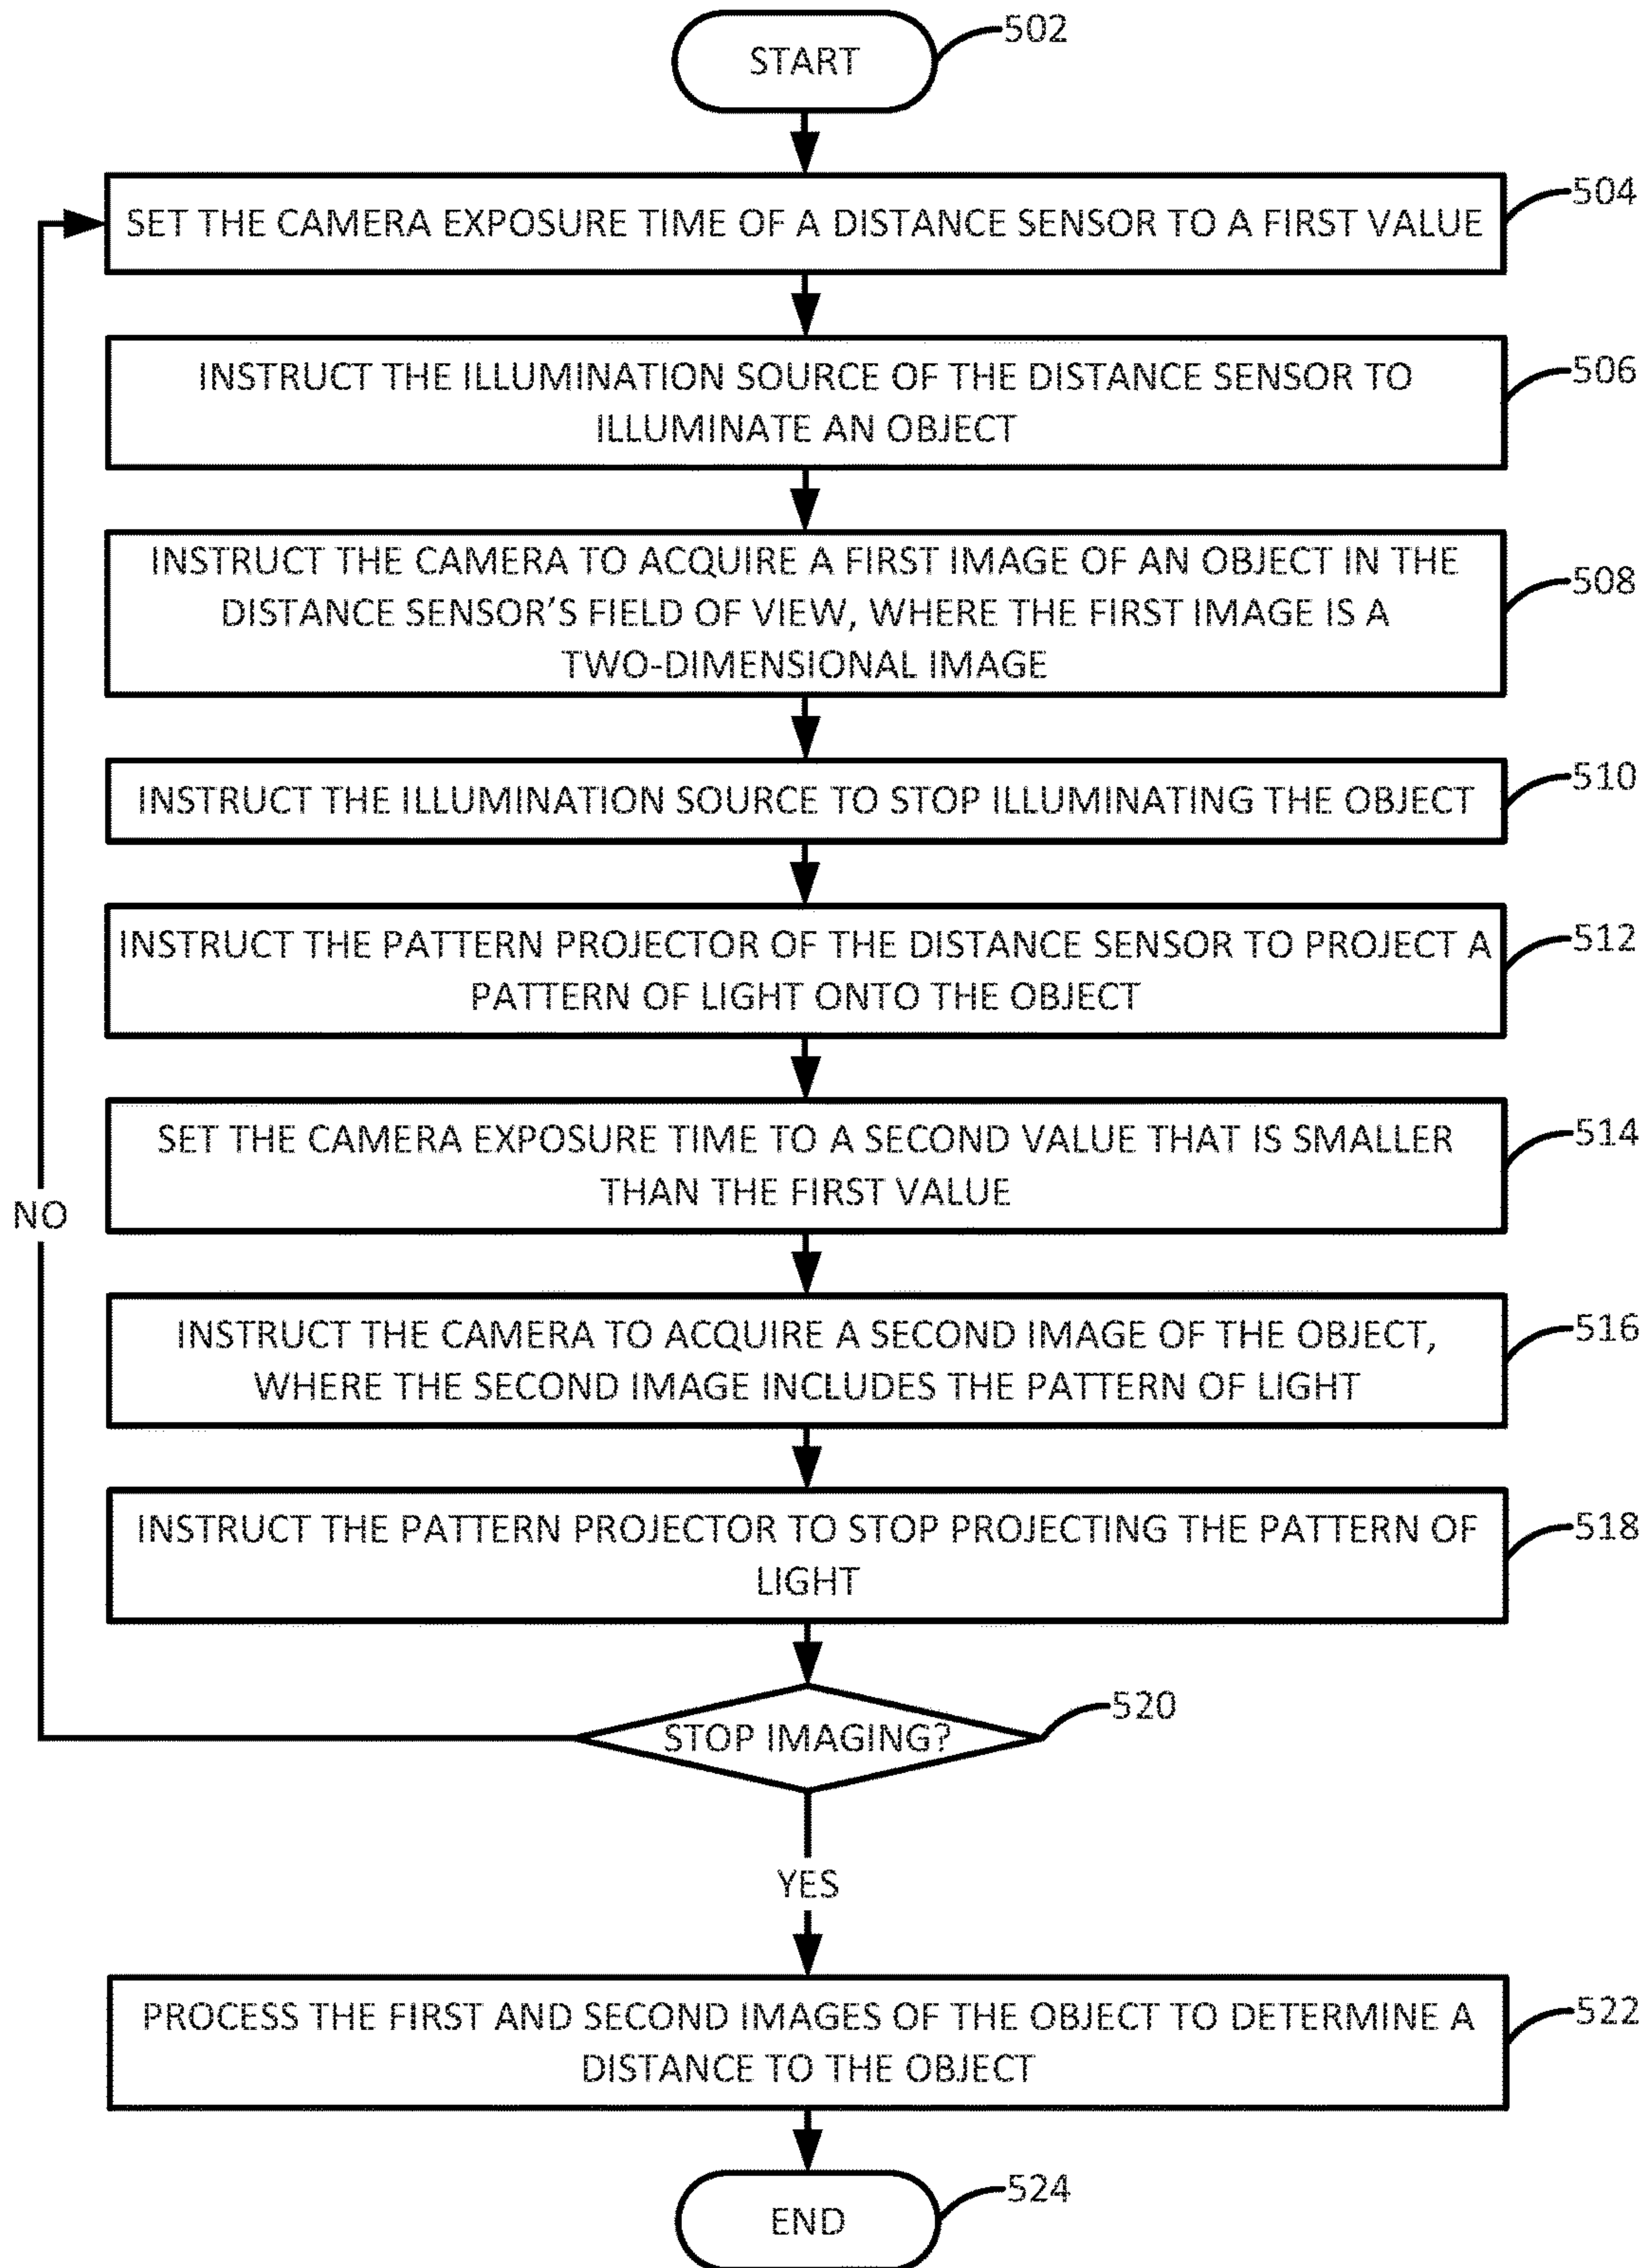 START
502
SET THE CAMERA EXPOSURE TIME OF A DISTANCE SENSOR TO A FIRST VALUE
504
INSTRUCT THE ILLUMINATION SOURCE OF THE DISTANCE SENSOR TO
ILLUMINATE AN OBJECT
506
INSTRUCT THE CAMERA TO ACQUIRE A FIRST IMAGE OF AN OBJECT IN THE
DISTANCE SENSOR'S FIELD OF VIEW, WHERE THE FIRST IMAGE IS A
TWO-DIMENSIONAL IMAGE
508
INSTRUCT THE ILLUMINATION SOURCE TO STOP ILLUMINATING THE OBJECT
510
INSTRUCT THE PATTERN PROJECTOR OF THE DISTANCE SENSOR TO PROJECT A
PATTERN OF LIGHT ONTO THE OBJECT
512
SET THE CAMERA EXPOSURE TIME TO A SECOND VALUE THAT IS SMALLER
THAN THE FIRST VALUE
514
NO
INSTRUCT THE CAMERA TO ACQUIRE A SECOND IMAGE OF THE OBJECT,
WHERE THE SECOND IMAGE INCLUDES THE PATTERN OF LIGHT
516
INSTRUCT THE PATTERN PROJECTOR TO STOP PROJECTING THE PATTERN OF
LIGHT
518
STOP IMAGING?
520
YES
PROCESS THE FIRST AND SECOND IMAGES OF THE OBJECT TO DETERMINE A
DISTANCE TO THE OBJECT
522
END
524